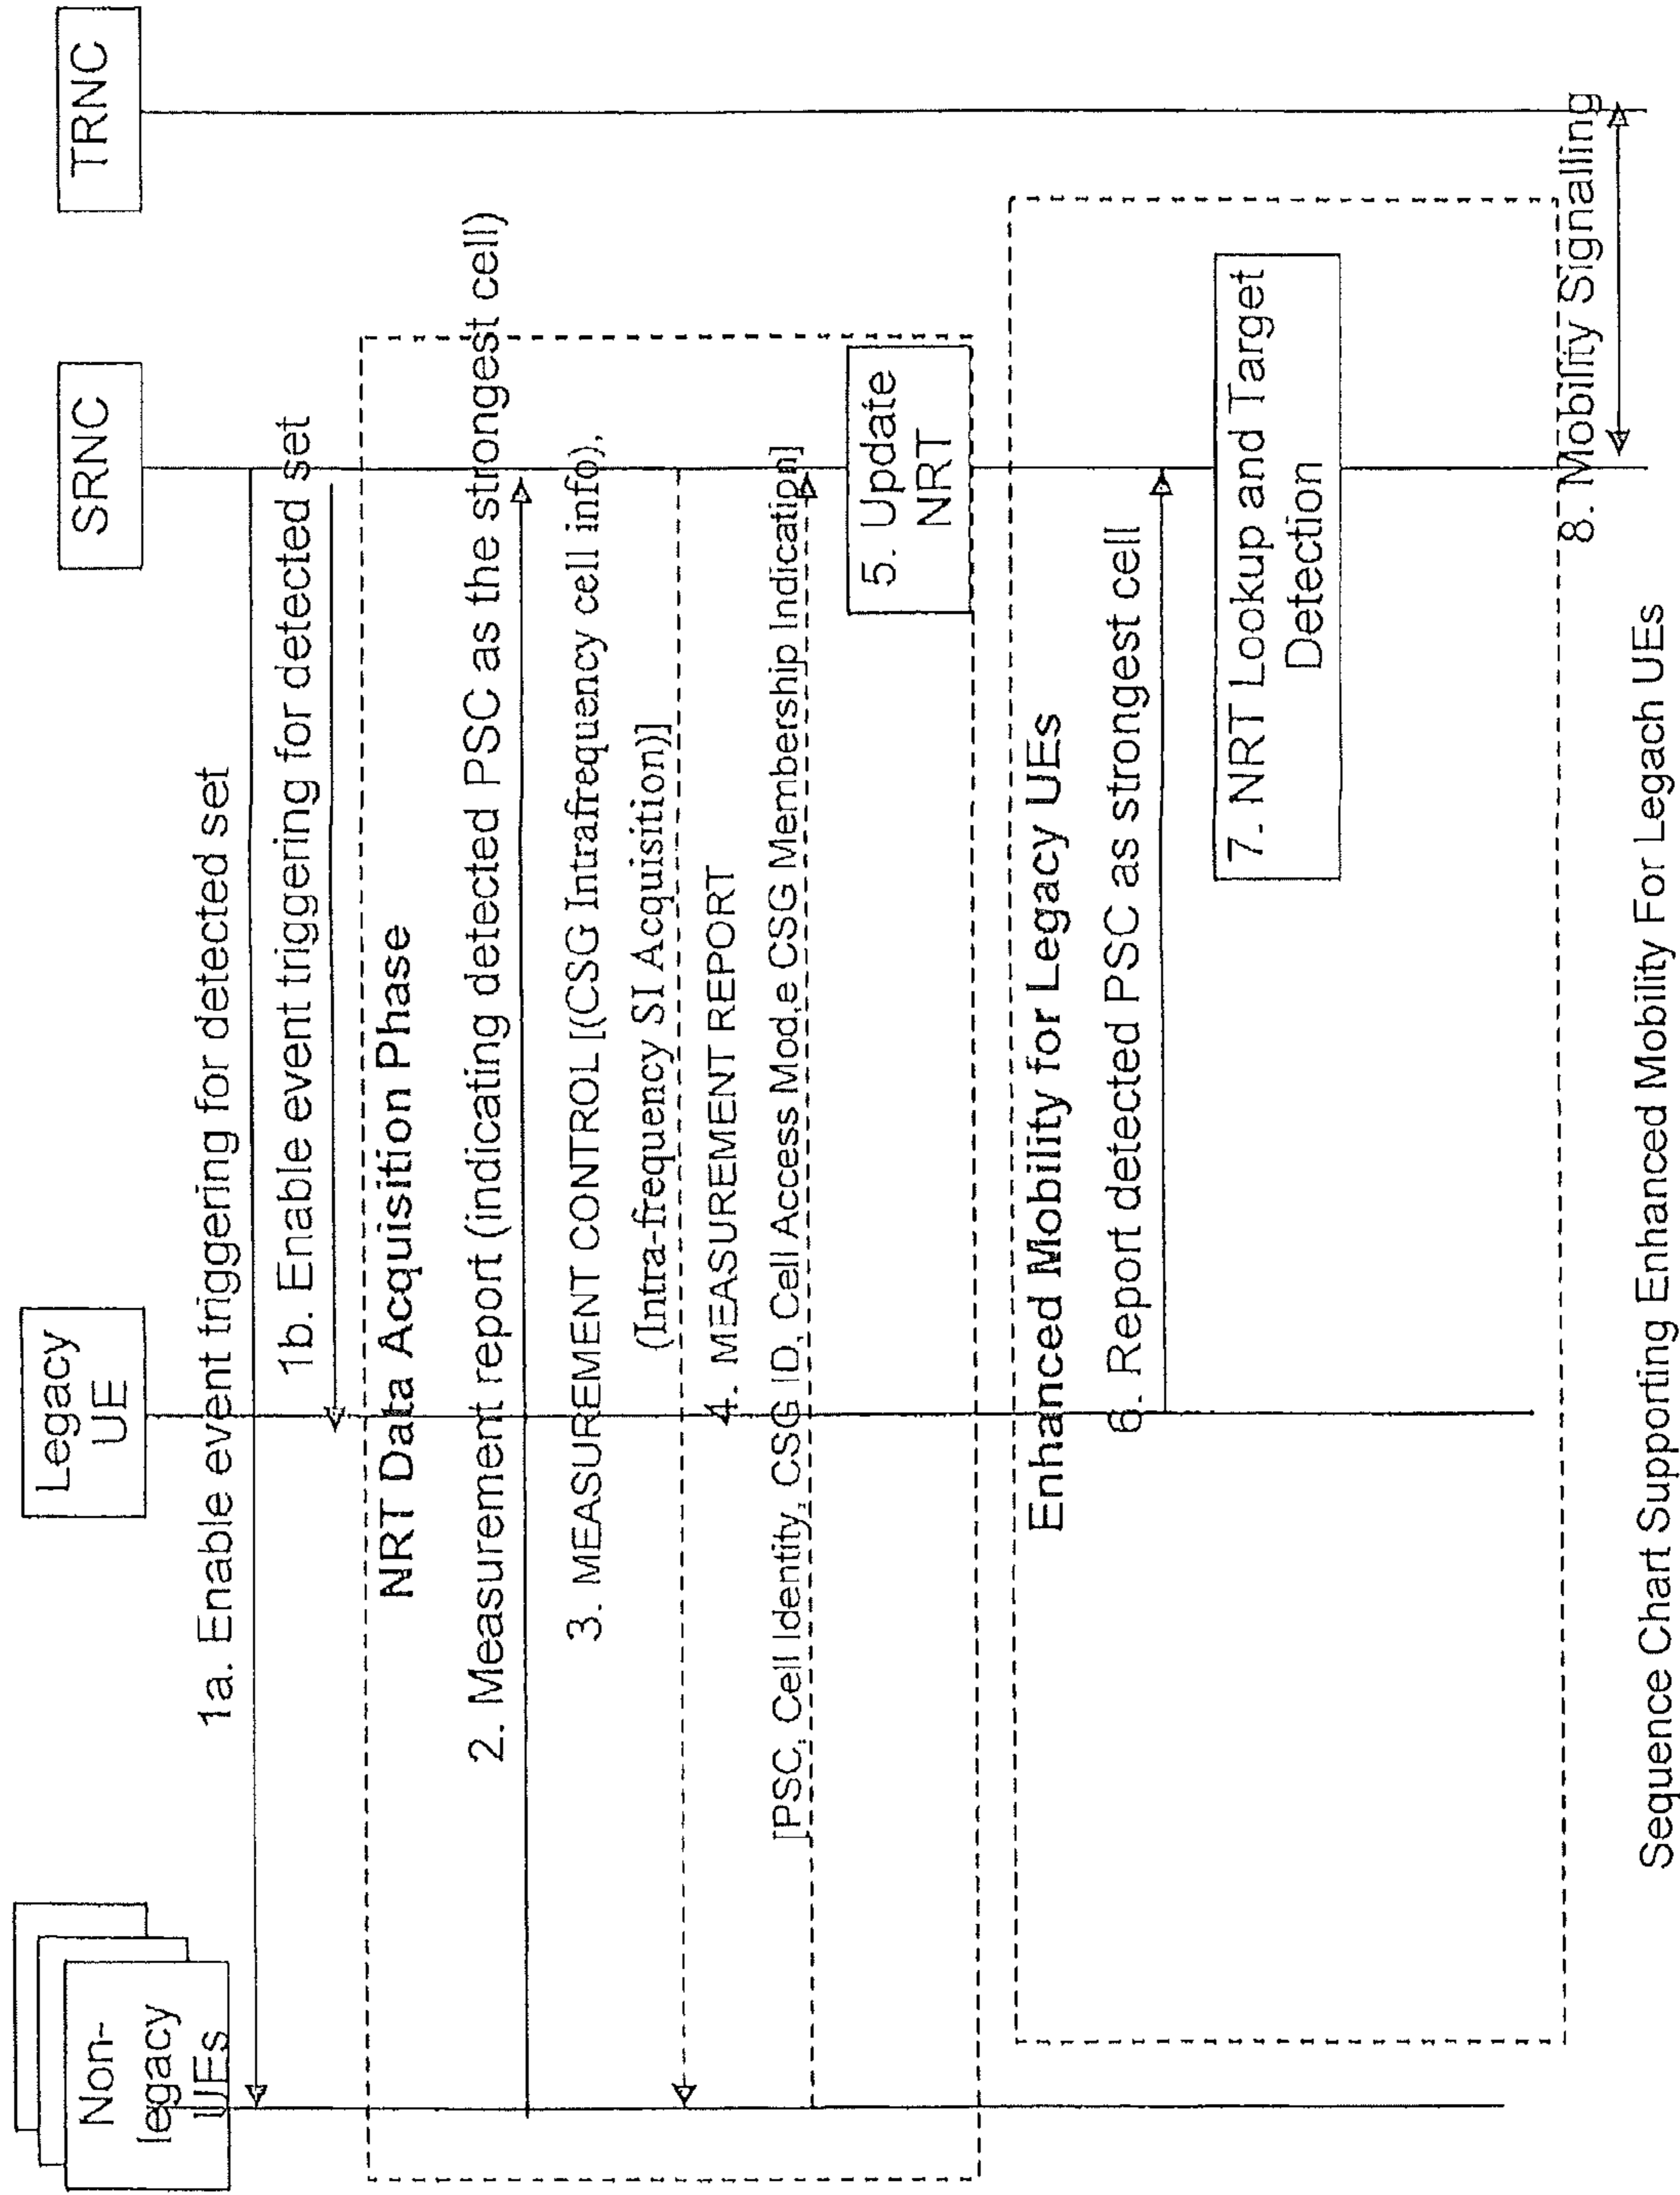 Non-
legacy
UEs
Legacy
UE
SRNC
TRNC
1a. Enable event triggering for detected set
1b. Enable event triggering for detected set
NRT Data Acquisition Phase
2. Measurement report (indicating detected PSC as the strongest cell)
3. MEASUREMENT CONTROL [(CSG Intrafrequency cell info),
(Intra-frequency SI Acquisition)]
4. MEASUREMENT REPORT
[PSC, Cell Identity, CSG ID, Cell Access Mod,e CSG Membership Indication]
5. Update
NRT
Enhanced Mobility for Legacy UEs
6. Report detected PSC as strongest cell
7. NRT Lookup and Target
Detection
8. Mobility Signalling
Sequence Chart Supporting Enhanced Mobility For Legach UEs